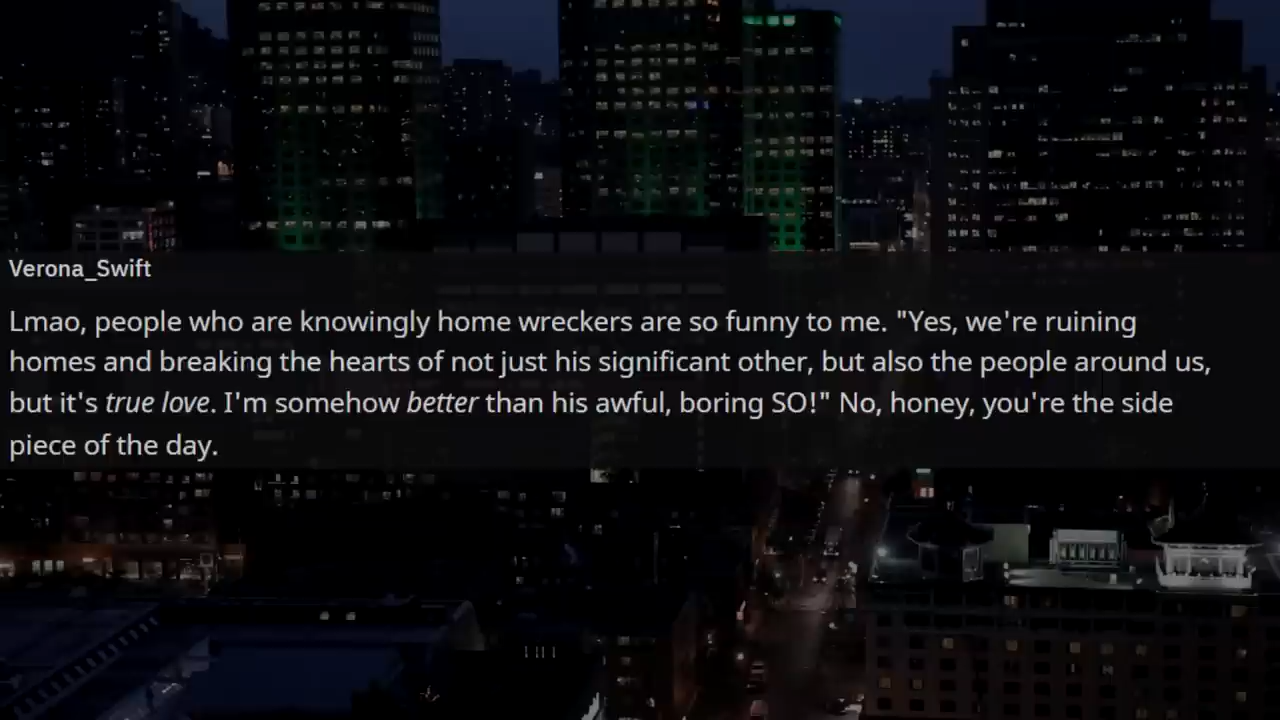 Verona_Swift
Lmao, people who are knowingly home wreckers are so funny to me. "Yes, we're ruining
homes and breaking the hearts of not just his significant other, but also the people around us,
but it's true love. I'm somehow better than his awful, boring SO!" No, honey, you're the side
piece of the day.